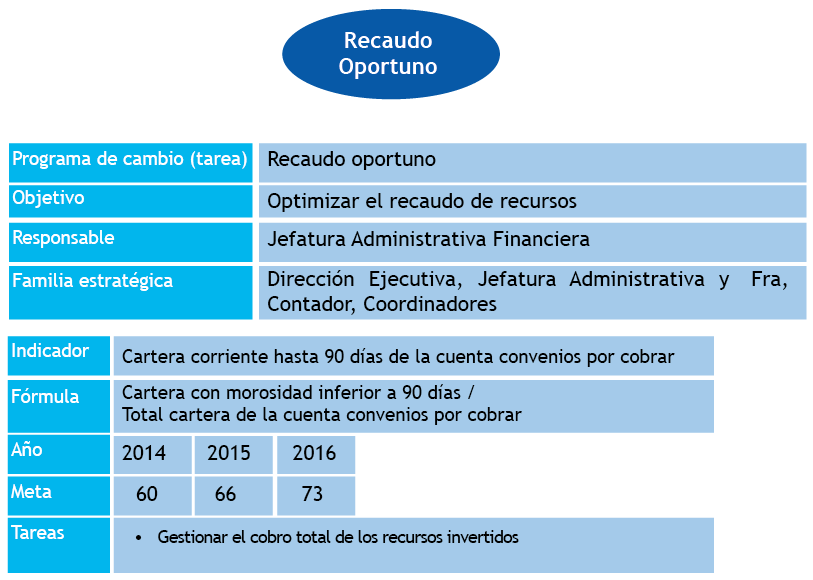 Recaudo
Oportuno
Programa de cambio (tarea) Recaudo oportuno
Objetivo Optimizar el recaudo de recursos
Responsable Jefatura Administrativa Financiera
Familia estratégica Dirección Ejecutiva, Jefatura Administrativa y Fra,
Contador, Coordinadores
Indicador Cartera corriente hasta 90 días de la cuenta convenios por cobrar
Fórmula Cartera con morosidad inferior a 90 días /
Total cartera de la cuenta convenios por cobrar
Año 2014 2015 2016
Meta 60 66 73
Tareas • Gestionar el cobro total de los recursos invertidos